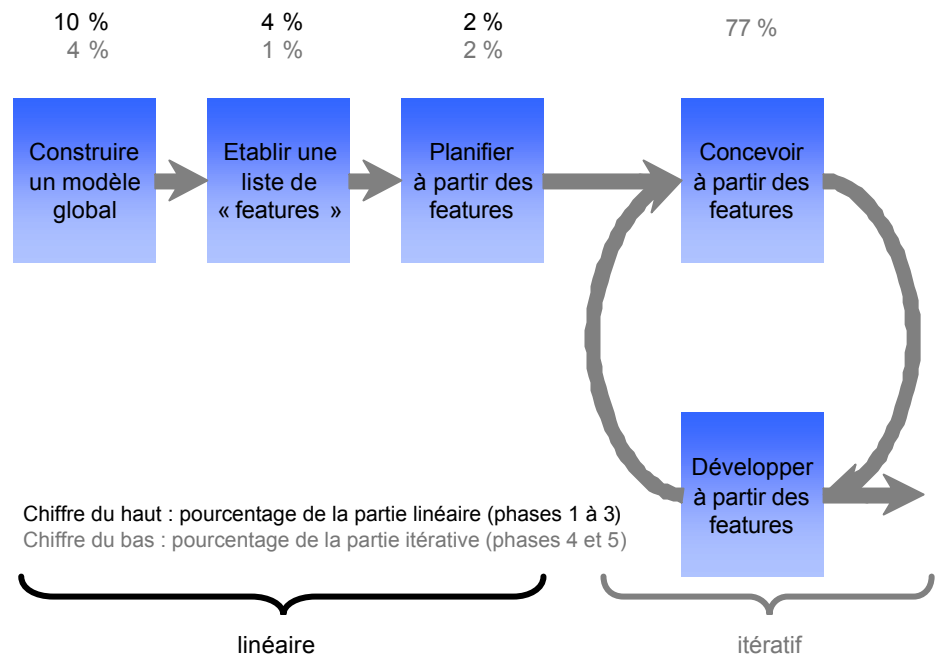 10 % 4 % 2 % 77 %
4 % 1 % 2 %
Construire
un modèle
global
Etablir une
liste de
« features »
Planifier
à partir des
features
Concevoir
à partir des
features
Développer
à partir des
features
Chiffre du haut : pourcentage de la partie linéaire (phases 1 à 3)
Chiffre du bas : pourcentage de la partie itérative (phases 4 et 5)
linéaire
itératif